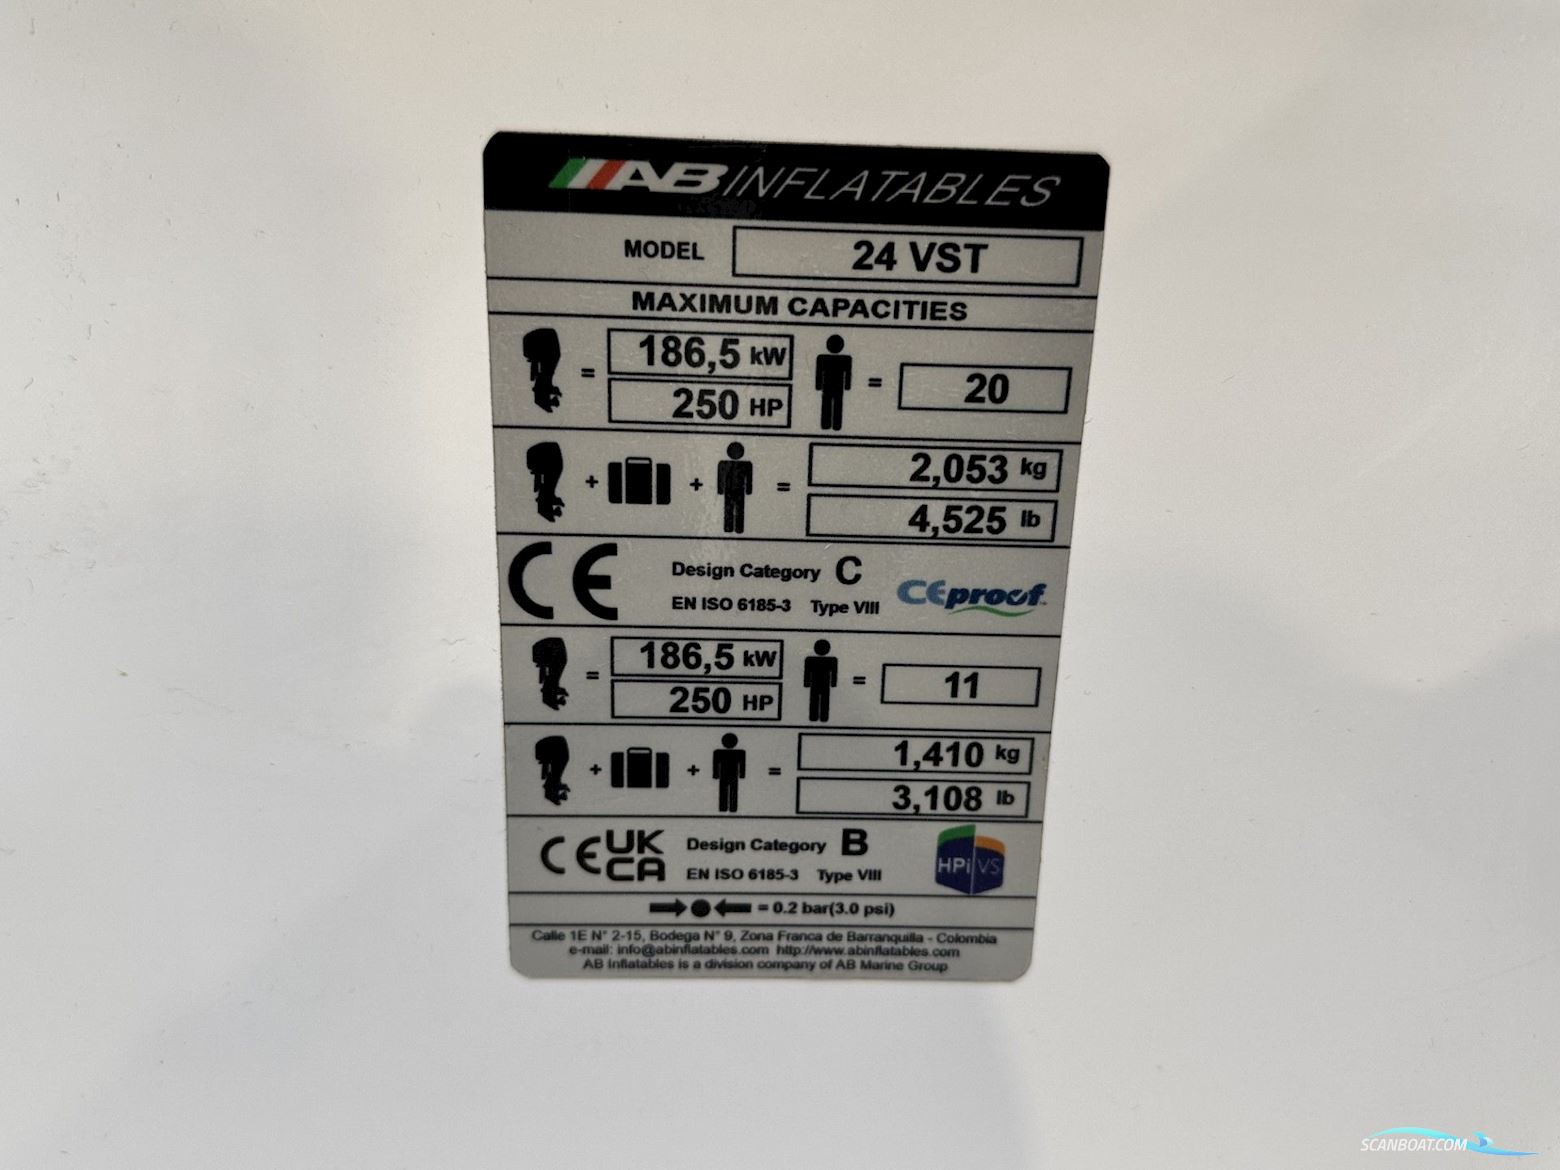 AB INFLATABLES
MODEL 24 VST
MAXIMUM CAPACITIES
= 186,5 kW = 20
250 HP
+ + = 2,053 kg
4,525 lb
CE Design Category C CEproof
EN ISO 6185-3 Type VIII
= 186,5 kW = 11
250 HP
+ + = 1,410 kg
3,108 lb
CE UK CA Design Category B HPiVS
EN ISO 6185-3 Type VIII
= 0.2 bar(3.0 psi)
Calle 1E N° 2-15, Bodega N° 9, Zona Franca de Barranquilla - Colombia
e-mail: info@abinflatables.com http://www.abinflatables.com
AB Inflatables is a division company of AB Marine Group
SCANBOAT.COM